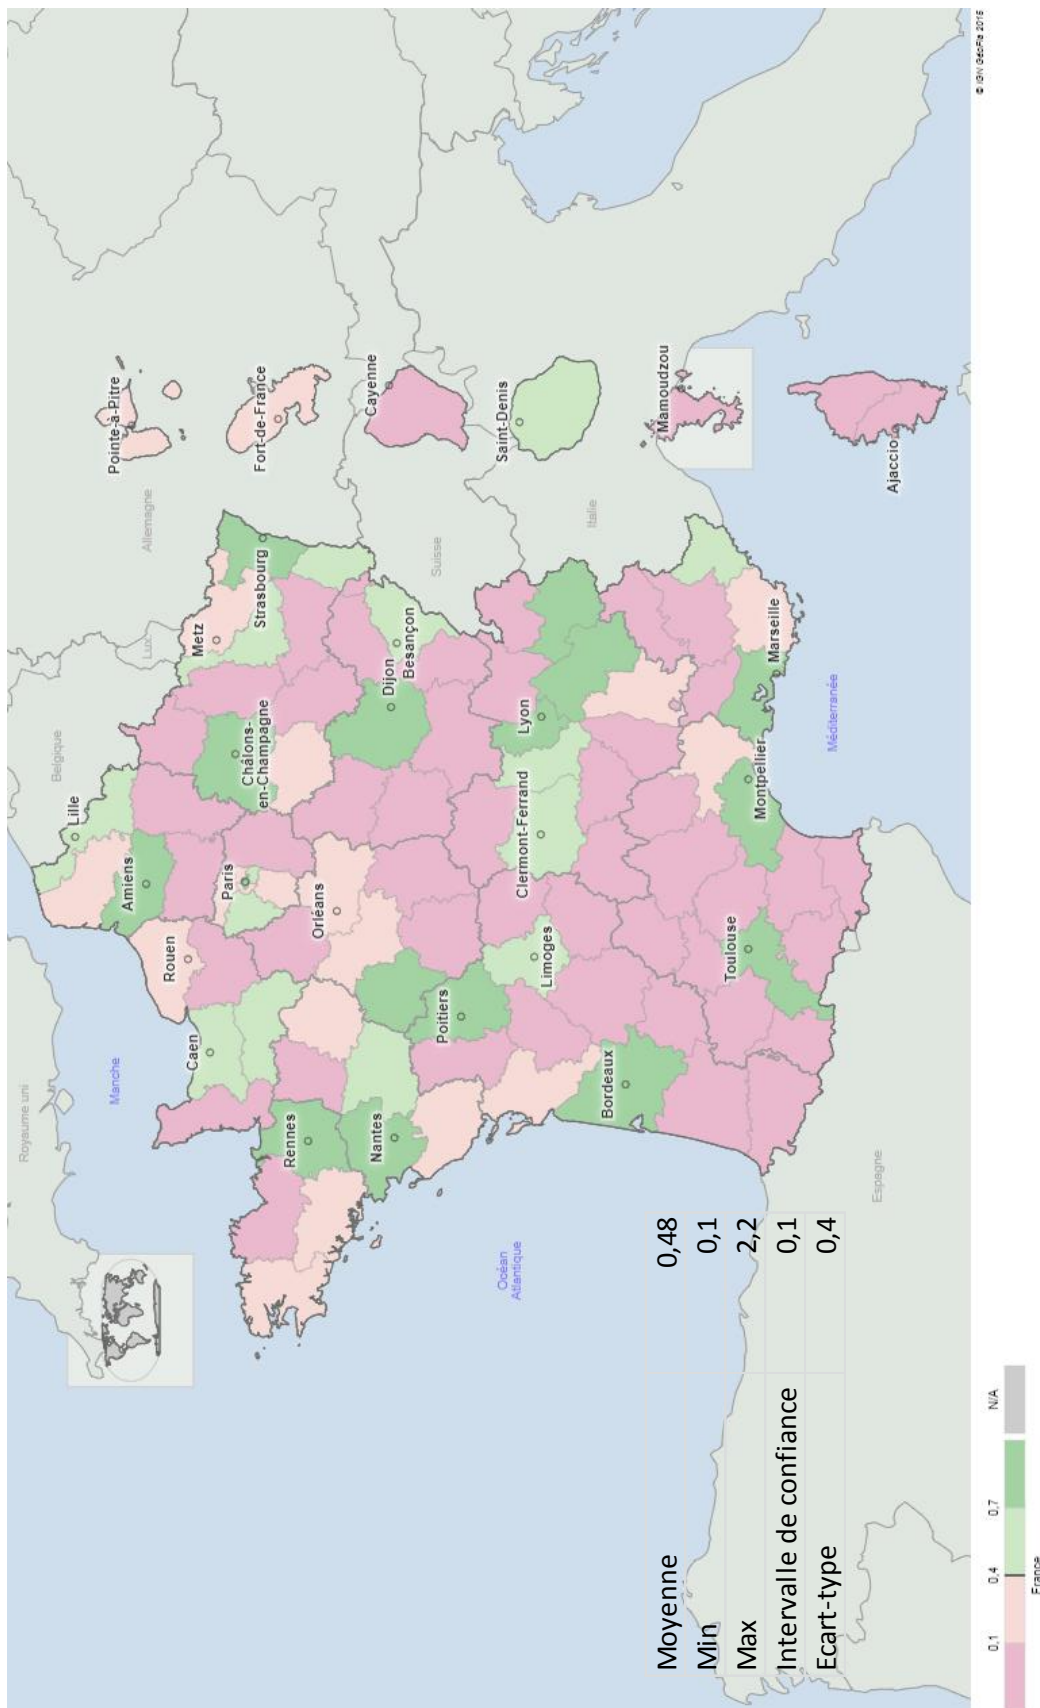 Royaume uni
Manche
Belgique
Lux.
Allemagne
Suisse
Italie
Espagne
Océan
Atlantique
Méditerranée
Lille
Amiens
Rouen
Caen
Paris
Châlons-
en-Champagne
Metz
Strasbourg
Rennes
Nantes
Orléans
Dijon
Besançon
Poitiers
Limoges
Clermont-Ferrand
Lyon
Bordeaux
Toulouse
Montpellier
Marseille
Ajaccio
Pointe-à-Pitre
Fort-de-France
Cayenne
Saint-Denis
Mamoudzou
Moyenne 0,48
Min 0,1
Max 2,2
Intervalle de confiance 0,1
Ecart-type 0,4
0,1 0,4 0,7 N/A
France